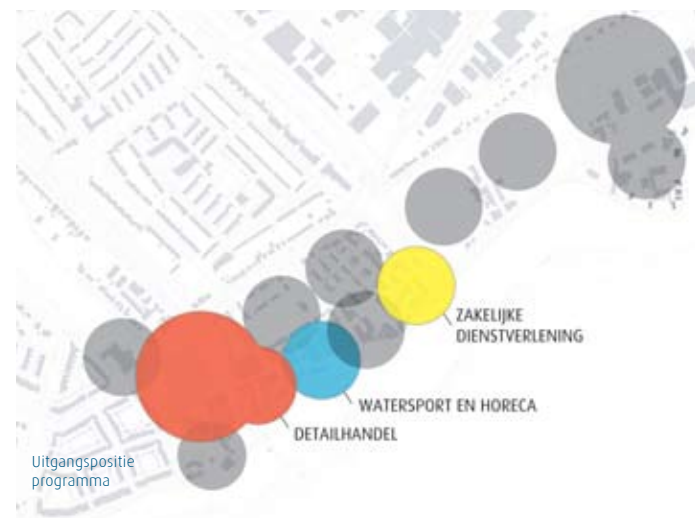 ZAKELIJKE
DIENSTVERLENING
WATERSPORT EN HORECA
DETAILHANDEL
Uitgangspositie
programma